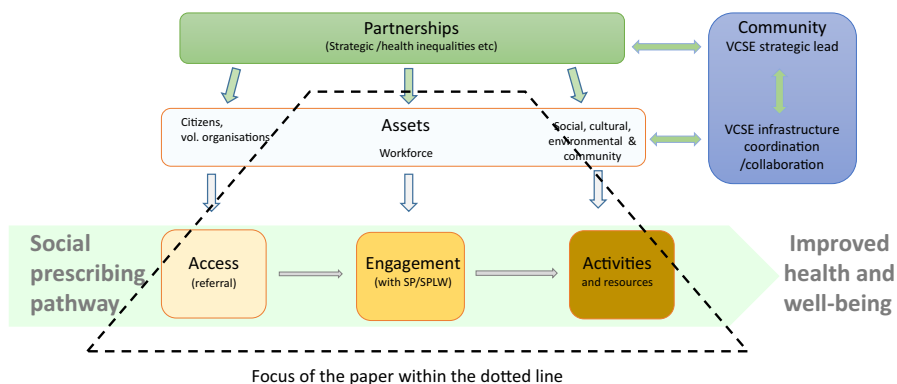 Partnerships
(Strategic /health inequalities etc)
Community
VCSE strategic lead
VCSE infrastructure
coordination
/collaboration
Citizens,
vol. organisations
Assets
Workforce
Social, cultural,
environmental &
community
Social
prescribing
pathway
Access
(referral)
Engagement
(with SP/SPLW)
Activities
and resources
Improved
health and
well-being
Focus of the paper within the dotted line